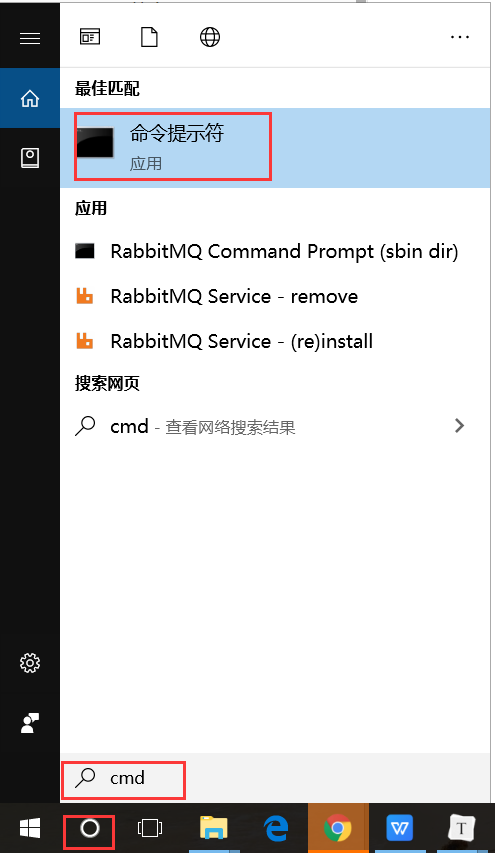 最佳匹配
命令提示符
应用
应用
RabbitMQ Command Prompt (sbin dir)
RabbitMQ Service - remove
RabbitMQ Service - (re)install
搜索网页
cmd - 查看网络搜索结果
cmd